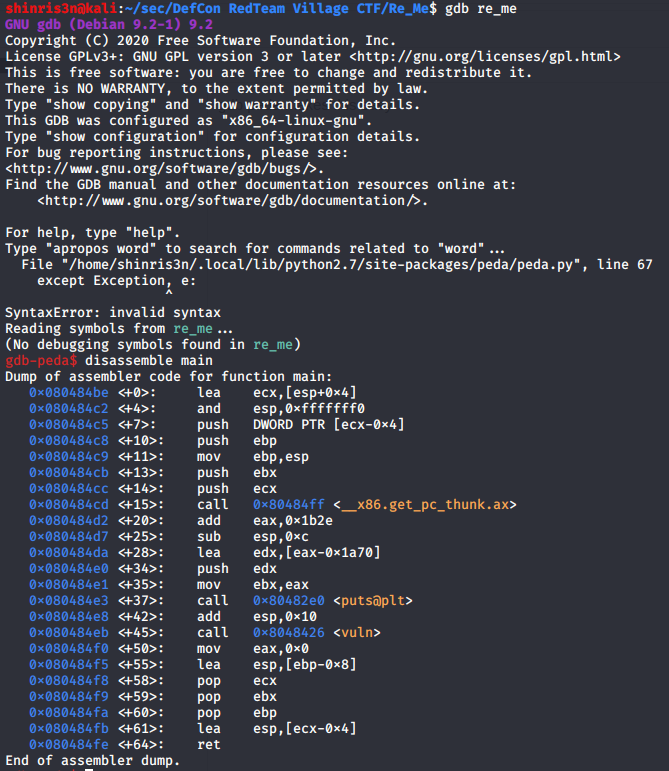 shinris3n@kali:~/sec/DefCon RedTeam Village CTF/Re_Me$ gdb re_me
GNU gdb (Debian 9.2-1) 9.2
Copyright (C) 2020 Free Software Foundation, Inc.
License GPLv3+: GNU GPL version 3 or later <http://gnu.org/licenses/gpl.html>
This is free software: you are free to change and redistribute it.
There is NO WARRANTY, to the extent permitted by law.
Type "show copying" and "show warranty" for details.
This GDB was configured as "x86_64-linux-gnu".
Type "show configuration" for configuration details.
For bug reporting instructions, please see:
<http://www.gnu.org/software/gdb/bugs/>.
Find the GDB manual and other documentation resources online at:
    <http://www.gnu.org/software/gdb/documentation/>.

For help, type "help".
Type "apropos word" to search for commands related to "word"...
  File "/home/shinris3n/.local/lib/python2.7/site-packages/peda/peda.py", line 67
    except Exception, e:
                    ^
SyntaxError: invalid syntax
Reading symbols from re_me...
(No debugging symbols found in re_me)
gdb-peda$ disassemble main
Dump of assembler code for function main:
   0x080484be <+0>:     lea    ecx,[esp+0x4]
   0x080484c2 <+4>:     and    esp,0xfffffff0
   0x080484c5 <+7>:     push   DWORD PTR [ecx-0x4]
   0x080484c8 <+10>:    push   ebp
   0x080484c9 <+11>:    mov    ebp,esp
   0x080484cb <+13>:    push   ebx
   0x080484cc <+14>:    push   ecx
   0x080484cd <+15>:    call   0x80484ff <__x86.get_pc_thunk.ax>
   0x080484d2 <+20>:    add    eax,0x1b2e
   0x080484d7 <+25>:    sub    esp,0xc
   0x080484da <+28>:    lea    edx,[eax-0x1a70]
   0x080484e0 <+34>:    push   edx
   0x080484e1 <+35>:    mov    ebx,eax
   0x080484e3 <+37>:    call   0x80482e0 <puts@plt>
   0x080484e8 <+42>:    add    esp,0x10
   0x080484eb <+45>:    call   0x8048426 <vuln>
   0x080484f0 <+50>:    mov    eax,0x0
   0x080484f5 <+55>:    lea    esp,[ebp-0x8]
   0x080484f8 <+58>:    pop    ecx
   0x080484f9 <+59>:    pop    ebx
   0x080484fa <+60>:    pop    ebp
   0x080484fb <+61>:    lea    esp,[ecx-0x4]
   0x080484fe <+64>:    ret
End of assembler dump.